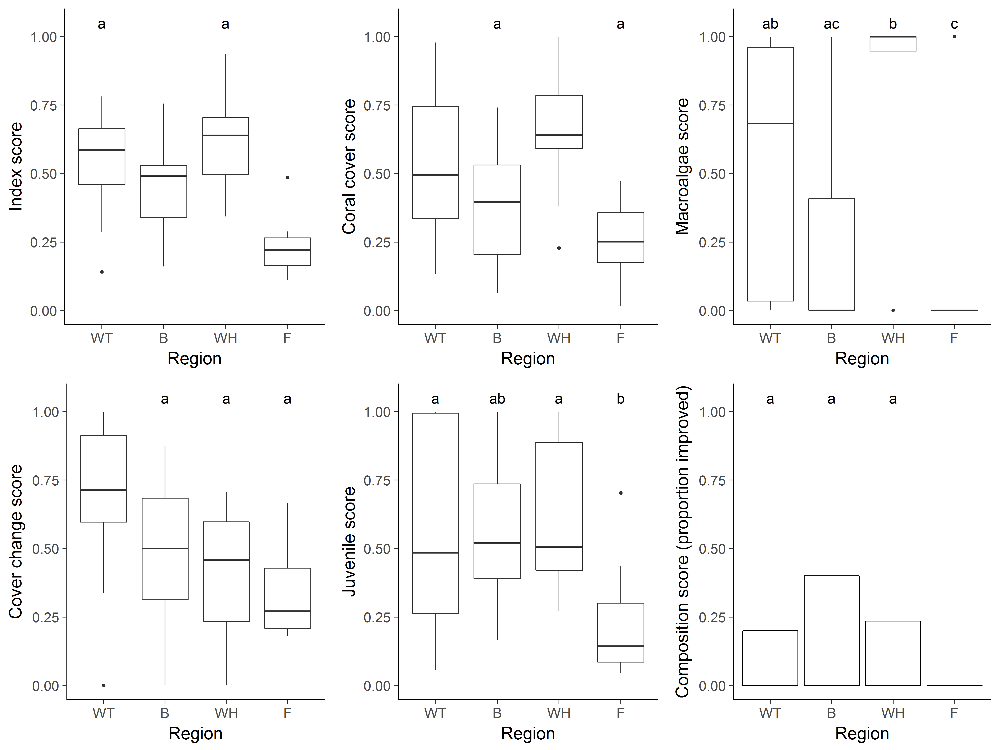 a a
1.00
0.75
0.50
0.25
0.00
Index score
WT B WH F
Region
a a
1.00
0.75
0.50
0.25
0.00
Coral cover score
WT B WH F
Region
ab ac b c
1.00
0.75
0.50
0.25
0.00
Macroalgae score
WT B WH F
Region
a a a
1.00
0.75
0.50
0.25
0.00
Cover change score
WT B WH F
Region
a ab a b
1.00
0.75
0.50
0.25
0.00
Juvenile score
WT B WH F
Region
a a a
1.00
0.75
0.50
0.25
0.00
Composition score (proportion improved)
WT B WH F
Region